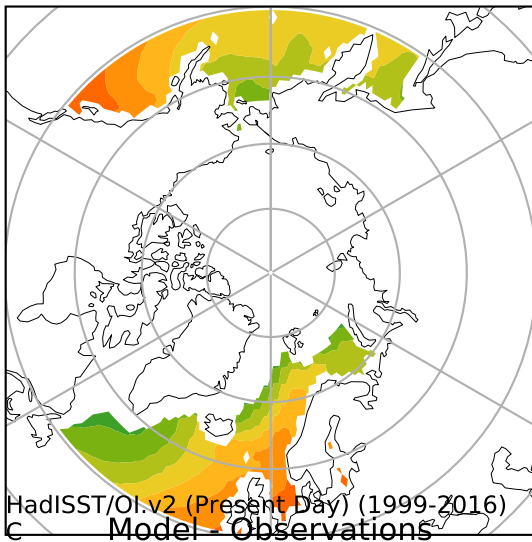 HadISST/OI.v2 (Present Day) (1999-2016)
C Model - Observations